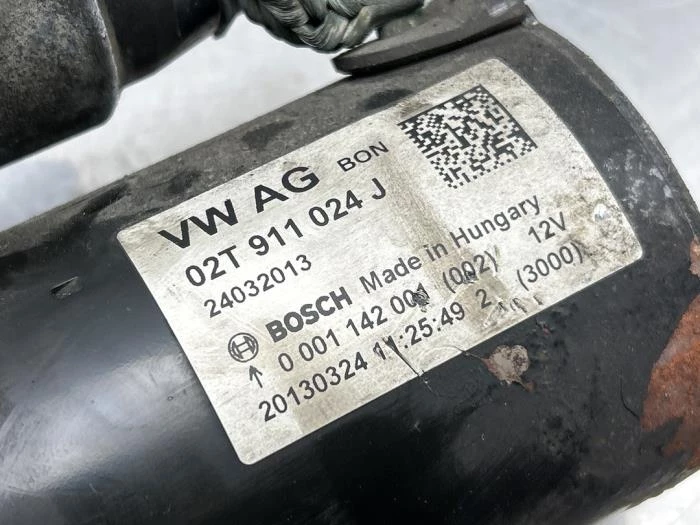 VW AG BON
02T 911 024 J
24032013
BOSCH Made in Hungary
↑ 0 001 142 (002) 12V
20130324 11:25:49 2 (3000)